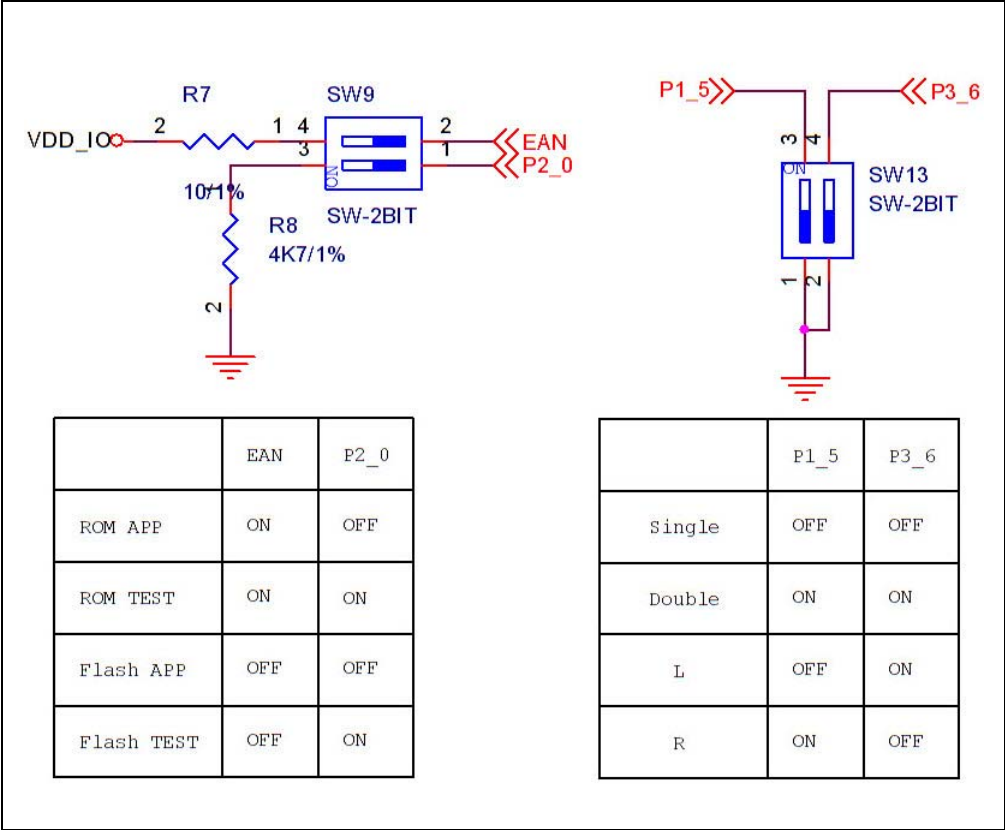 R7
SW9
VDD_IO
2
1
4
3
2
1
EAN
P2_0
ON
10/1%
SW-2BIT
R8
4K7/1%
2
P1_5
P3_6
3
4
ON
SW13
SW-2BIT
1
2
EAN P2_0
ROM APP ON OFF
ROM TEST ON ON
Flash APP OFF OFF
Flash TEST OFF ON
P1_5 P3_6
Single OFF OFF
Double ON ON
L OFF ON
R ON OFF